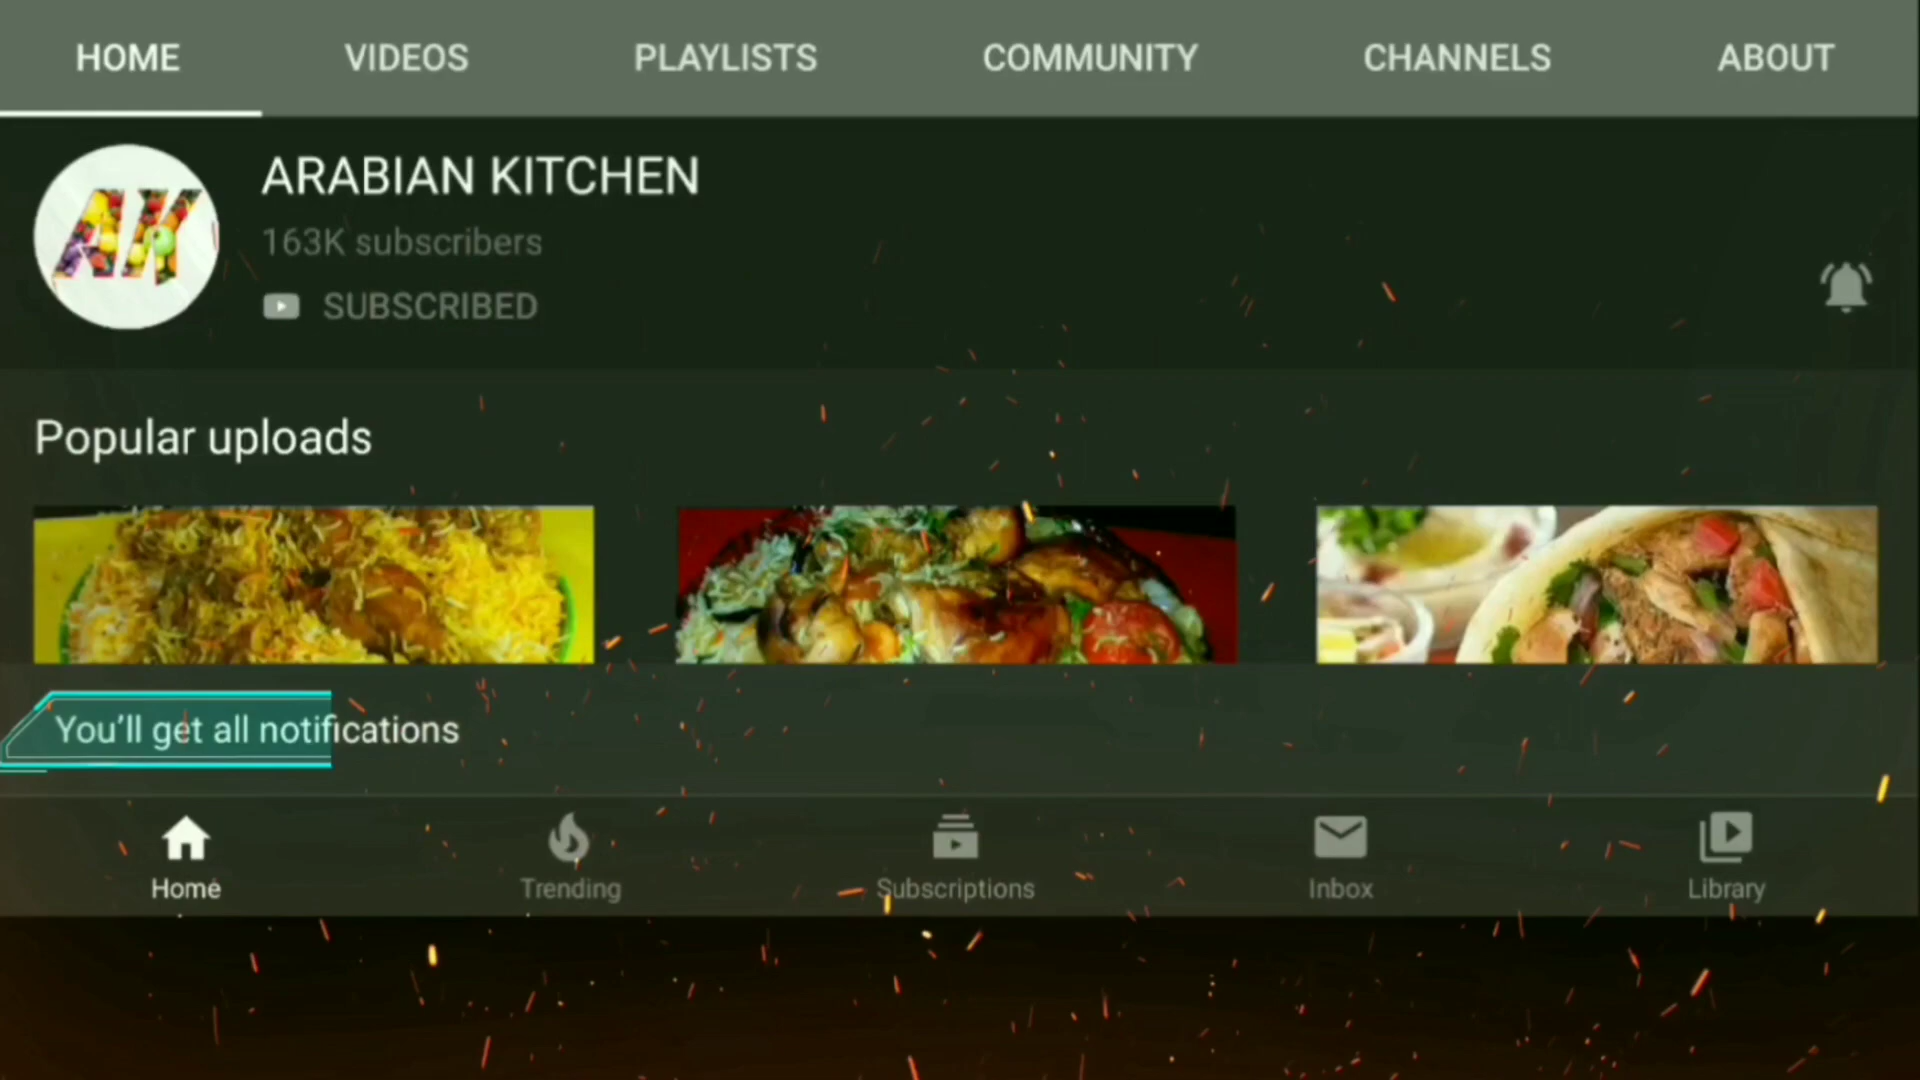 HOME VIDEOS PLAYLISTS COMMUNITY CHANNELS ABOUT
AK
ARABIAN KITCHEN
163K subscribers
SUBSCRIBED
Popular uploads
You’ll get all notifications
Home Trending Subscriptions Inbox Library